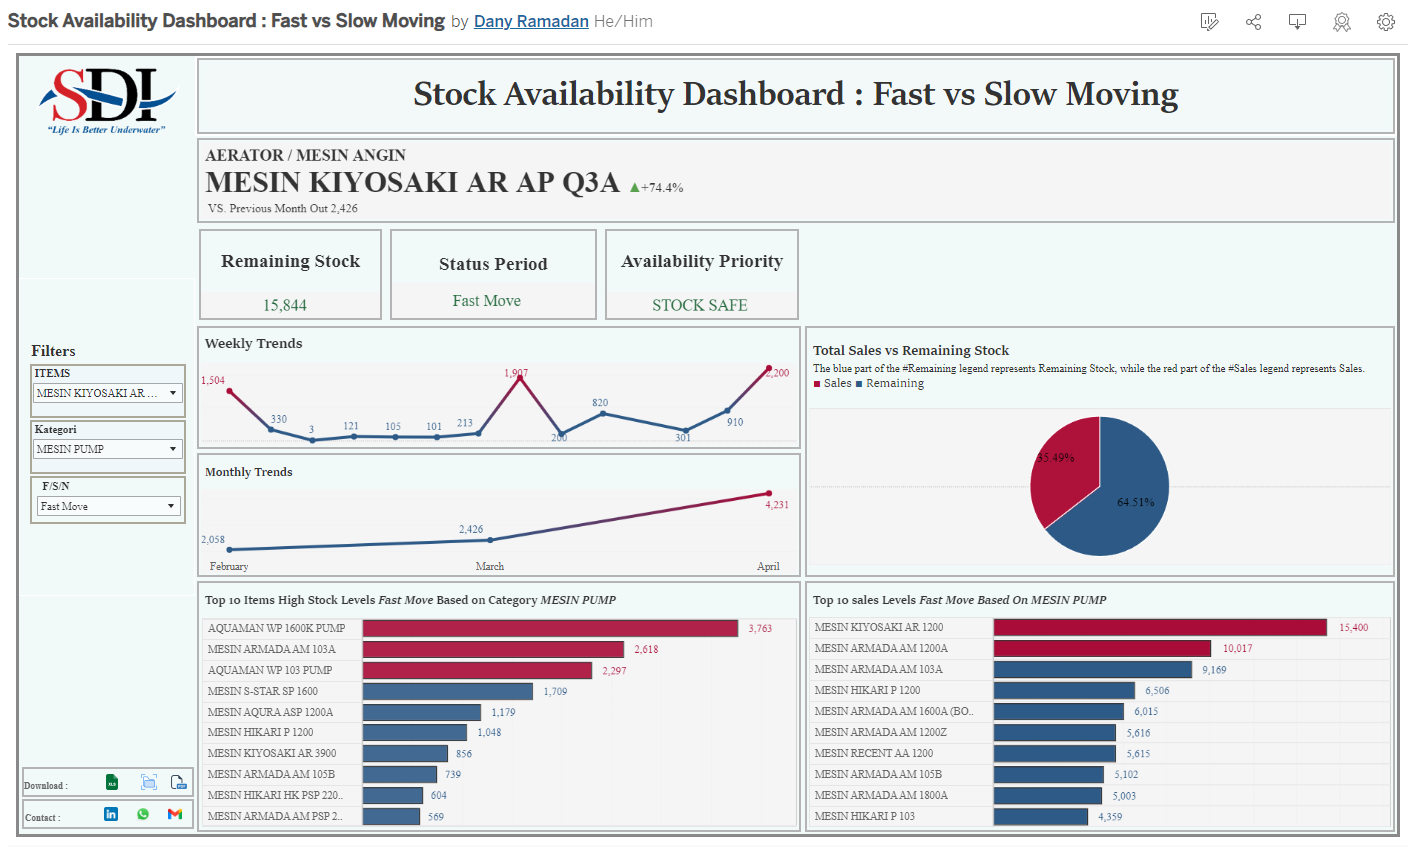 Stock Availability Dashboard : Fast vs Slow Moving by Dany Ramadan He/Him
SDI
“Life Is Better Underwater”
Stock Availability Dashboard : Fast vs Slow Moving
AERATOR / MESIN ANGIN
MESIN KIYOSAKI AR AP Q3A ▲+74.4%
VS. Previous Month Out 2,426
Remaining Stock
15,844
Status Period
Fast Move
Availability Priority
STOCK SAFE
Filters
ITEMS
MESIN KIYOSAKI AR ...
Kategori
MESIN PUMP
F/S/N
Fast Move
Weekly Trends
1,504
330
3
121
105
101
213
1,907
200
820
301
910
2,200
Monthly Trends
2,058
2,426
4,231
February
March
April
Total Sales vs Remaining Stock
The blue part of the #Remaining legend represents Remaining Stock, while the red part of the #Sales legend represents Sales.
Sales Remaining
35.49%
64.51%
Top 10 Items High Stock Levels Fast Move Based on Category MESIN PUMP
AQUAMAN WP 1600K PUMP 3,763
MESIN ARMADA AM 103A 2,618
AQUAMAN WP 103 PUMP 2,297
MESIN S-STAR SP 1600 1,709
MESIN AQURA ASP 1200A 1,179
MESIN HIKARI P 1200 1,048
MESIN KIYOSAKI AR 3900 856
MESIN ARMADA AM 105B 739
MESIN HIKARI HK PSP 220.. 604
MESIN ARMADA AM PSP 2.. 569
Top 10 sales Levels Fast Move Based On MESIN PUMP
MESIN KIYOSAKI AR 1200 15,400
MESIN ARMADA AM 1200A 10,017
MESIN ARMADA AM 103A 9,169
MESIN HIKARI P 1200 6,506
MESIN ARMADA AM 1600A (BO.. 6,015
MESIN ARMADA AM 1200Z 5,616
MESIN RECENT AA 1200 5,615
MESIN ARMADA AM 105B 5,102
MESIN ARMADA AM 1800A 5,003
MESIN HIKARI P 103 4,359
Download :
Contact :